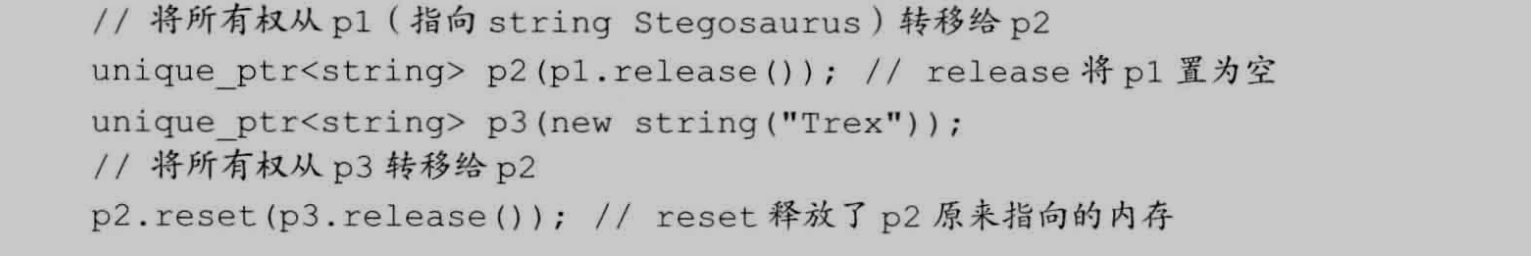 // 将所有权从 p1（指向 string Stegosaurus）转移给 p2
unique_ptr<string> p2(p1.release()); // release 将 p1 置为空
unique_ptr<string> p3(new string("Trex"));
// 将所有权从 p3 转移给 p2
p2.reset(p3.release()); // reset 释放了 p2 原来指向的内存